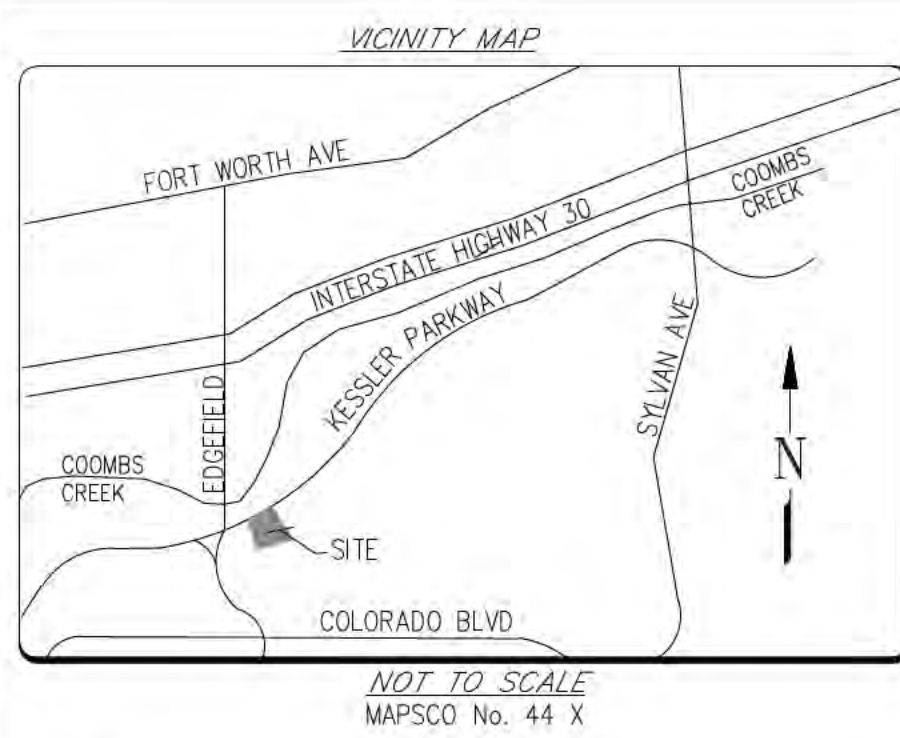 VICINITY MAP
FORT WORTH AVE
COOMBS
CREEK
INTERSTATE HIGHWAY 30
KESSLER PARKWAY
SYLVAN AVE
EDGEFIELD
COOMBS
CREEK
N
SITE
COLORADO BLVD
NOT TO SCALE
MAPSCO No. 44 X